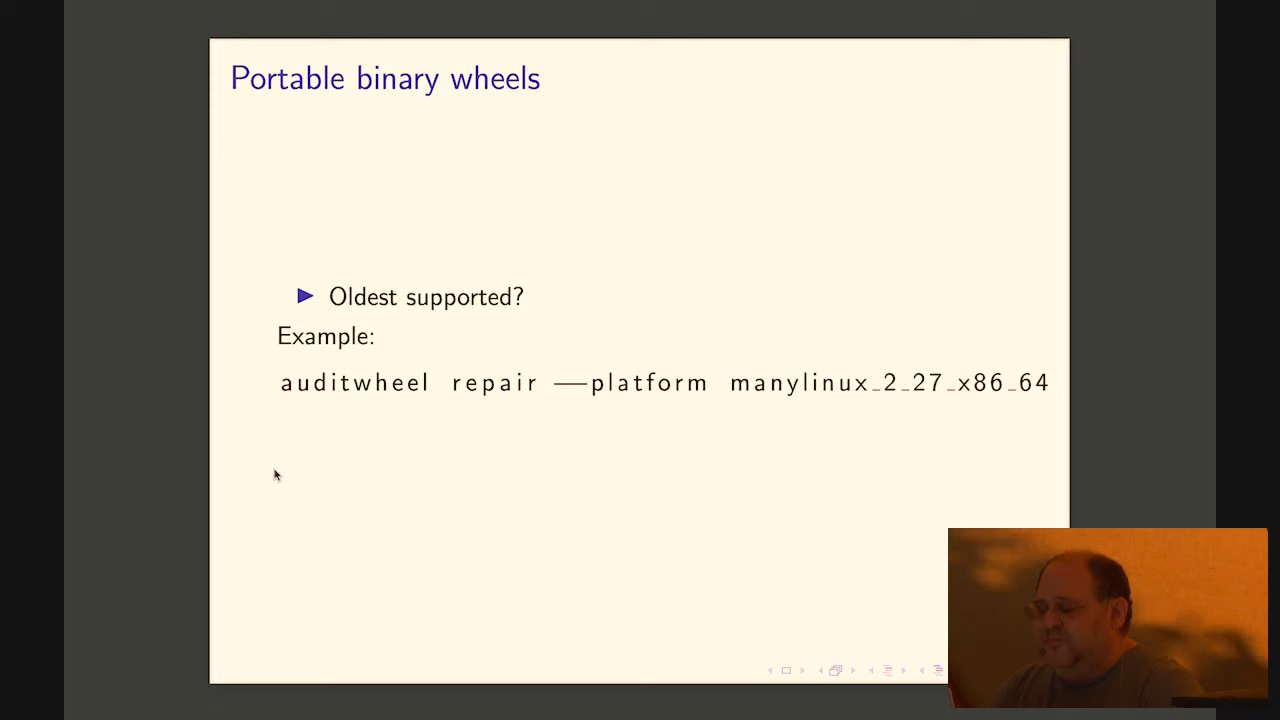 Portable binary wheels
Oldest supported?
Example:
auditwheel repair —platform manylinux_2_27_x86_64